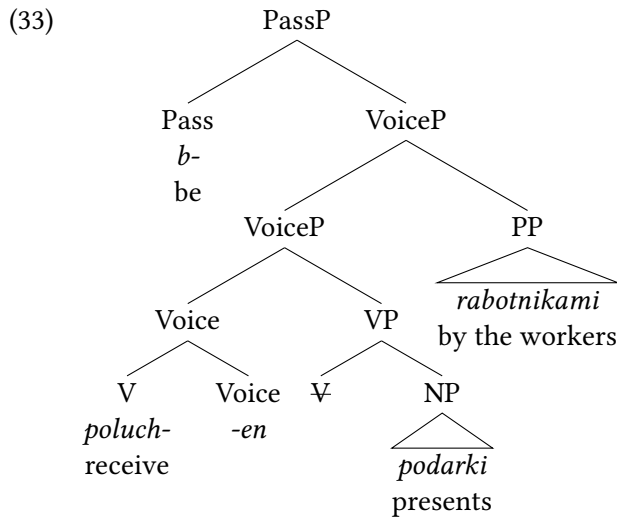 (33) PassP
Pass VoiceP
b-
be
VoiceP PP
rabotnikami
by the workers
Voice VP
V Voice V NP
poluch- -en
receive
podarki
presents